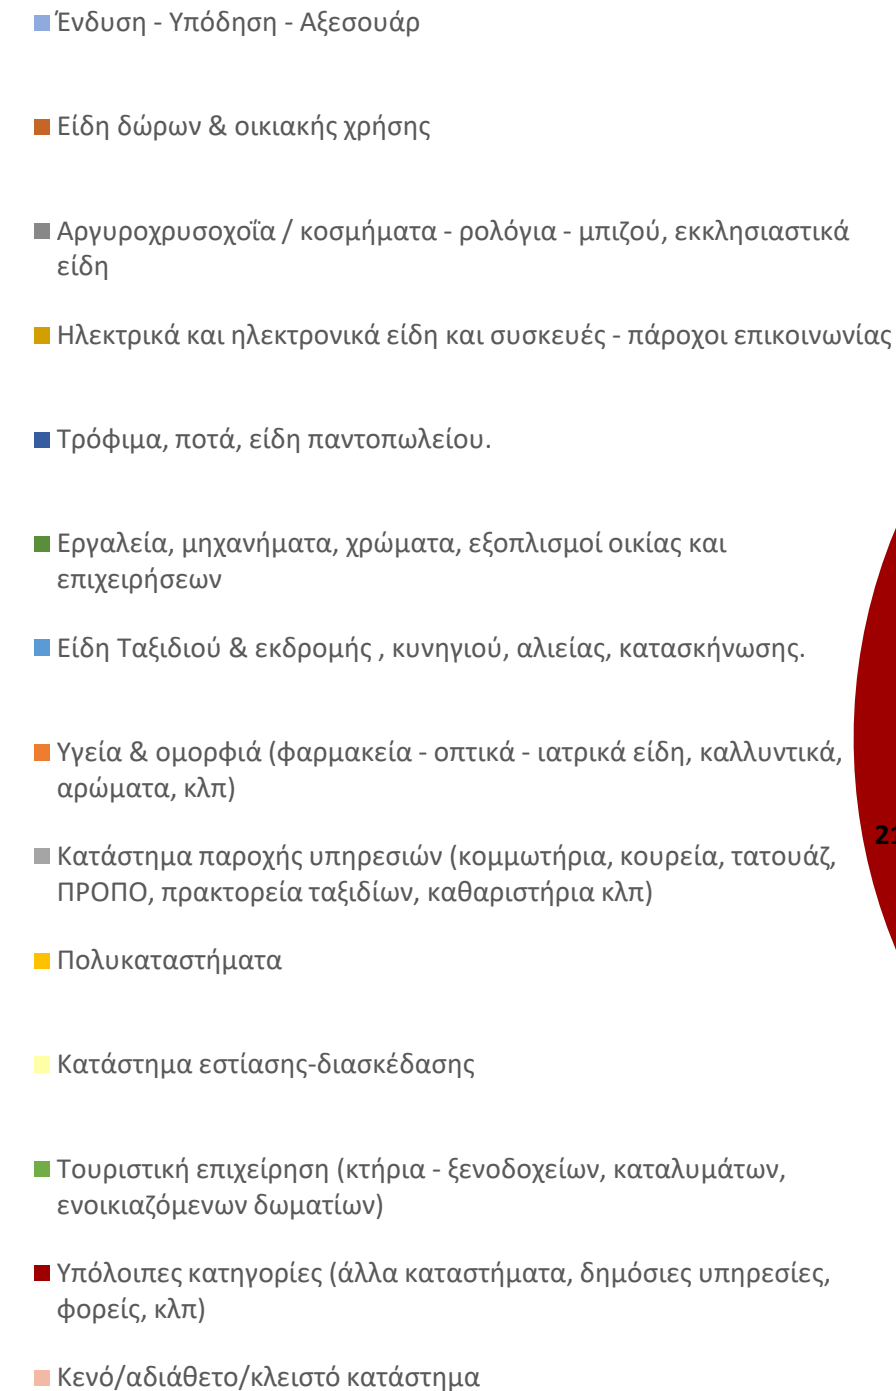 Ένδυση - Υπόδηση - Αξεσουάρ
Είδη δώρων & οικιακής χρήσης
Αργυροχρυσοχοΐα / κοσμήματα - ρολόγια - μπιζού, εκκλησιαστικά
είδη
Ηλεκτρικά και ηλεκτρονικά είδη και συσκευές - πάροχοι επικοινωνίας
Τρόφιμα, ποτά, είδη παντοπωλείου.
Εργαλεία, μηχανήματα, χρώματα, εξοπλισμοί οικίας και
επιχειρήσεων
Είδη Ταξιδιού & εκδρομής , κυνηγιού, αλιείας, κατασκήνωσης.
Υγεία & ομορφιά (φαρμακεία - οπτικά - ιατρικά είδη, καλλυντικά,
αρώματα, κλπ)
21
Κατάστημα παροχής υπηρεσιών (κομμωτήρια, κουρεία, τατουάζ,
ΠΡΟΠΟ, πρακτορεία ταξιδίων, καθαριστήρια κλπ)
Πολυκαταστήματα
Κατάστημα εστίασης-διασκέδασης
Τουριστική επιχείρηση (κτήρια - ξενοδοχείων, καταλυμάτων,
ενοικιαζόμενων δωματίων)
Υπόλοιπες κατηγορίες (άλλα καταστήματα, δημόσιες υπηρεσίες,
φορείς, κλπ)
Κενό/αδιάθετο/κλειστό κατάστημα